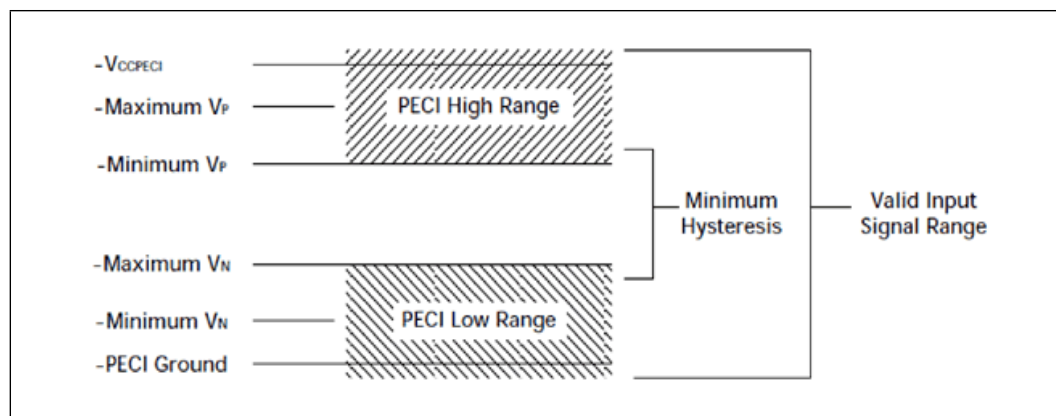 -VCCPECI
-Maximum VP
PECI High Range
-Minimum VP
Minimum
Hysteresis
Valid Input
Signal Range
-Maximum VN
-Minimum VN
PECI Low Range
-PECI Ground